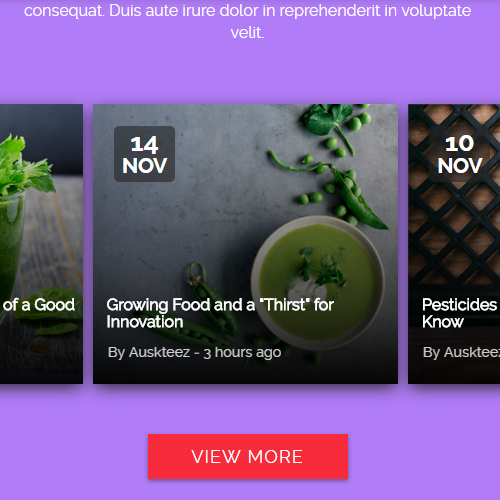 consequat. Duis aute irure dolor in reprehenderit in voluptate
velit.
14
NOV
10
NOV
of a Good
Growing Food and a "Thirst" for
Innovation
By Auskteez - 3 hours ago
Pesticides
Know
By Auskteez
VIEW MORE